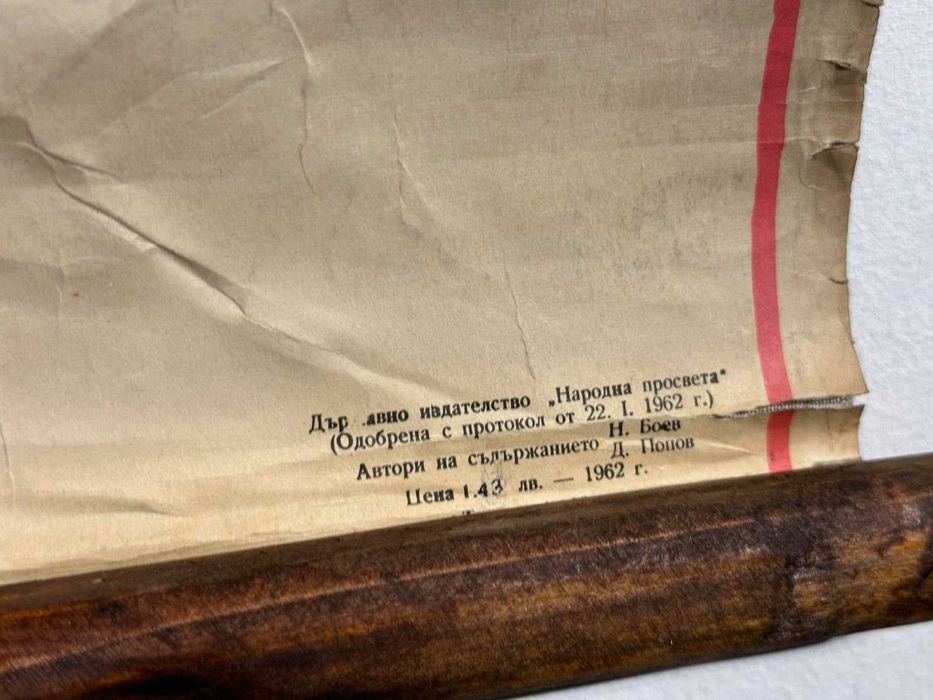 Дър авно издателство „Народна просвета“
(Одобрена с протокол от 22. I. 1962 г.)
Автори на сълържанието Н. Боев
Д. Попов
Цена 1.43 лв. — 1962 г.